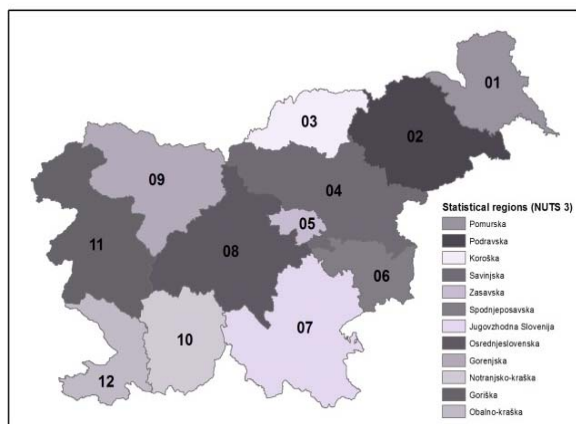 01
02
03
04
05
06
07
08
09
10
11
12
Statistical regions (NUTS 3)
Pomurska
Podravska
Koroška
Savinjska
Zasavska
Spodnjeposavska
Jugovzhodna Slovenija
Osrednjeslovenska
Gorenjska
Notranjsko-kraška
Goriška
Obalno-kraška